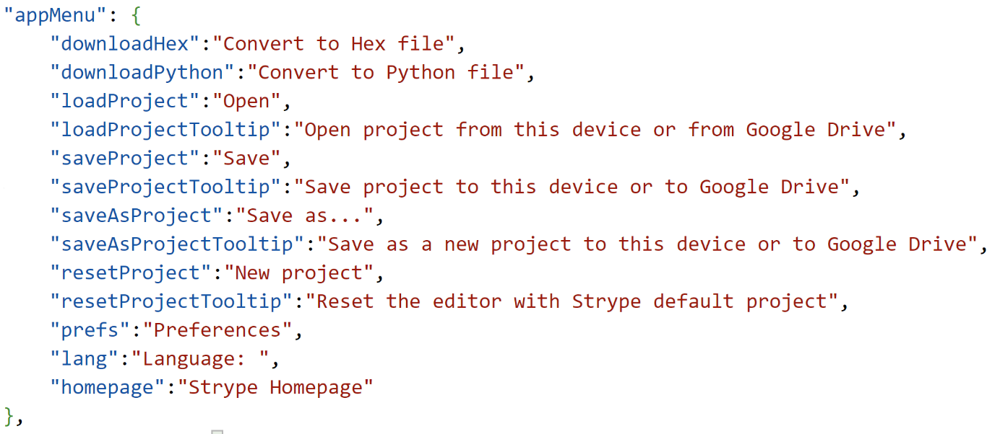 "appMenu": {
    "downloadHex":"Convert to Hex file",
    "downloadPython":"Convert to Python file",
    "loadProject":"Open",
    "loadProjectTooltip":"Open project from this device or from Google Drive",
    "saveProject":"Save",
    "saveProjectTooltip":"Save project to this device or to Google Drive",
    "saveAsProject":"Save as...",
    "saveAsProjectTooltip":"Save as a new project to this device or to Google Drive",
    "resetProject":"New project",
    "resetProjectTooltip":"Reset the editor with Strype default project",
    "prefs":"Preferences",
    "lang":"Language: ",
    "homepage":"Strype Homepage"
},